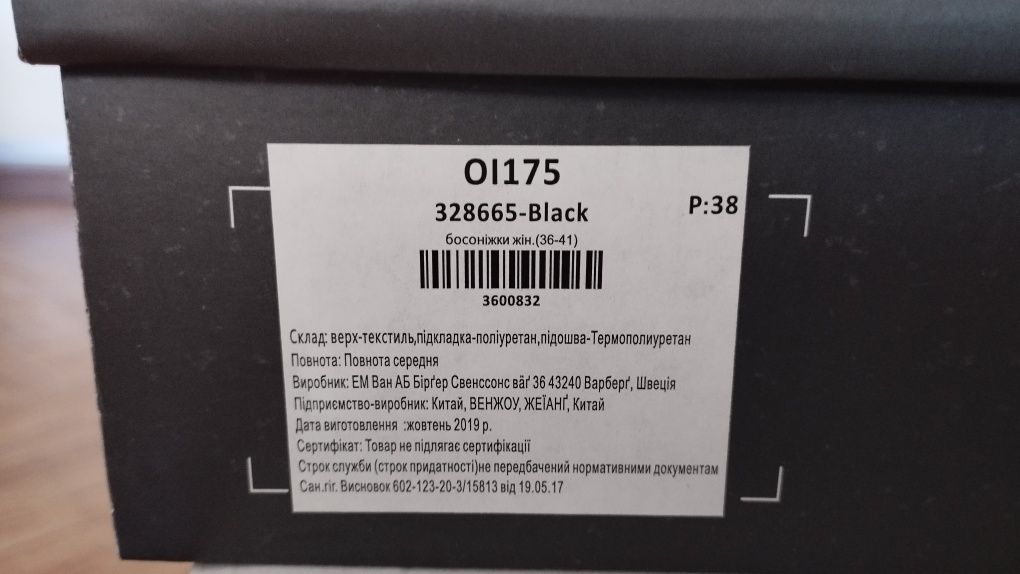 OI175
328665-Black
P:38
босоніжки жін.(36-41)
3600832
Склад: верх-текстиль,підкладка-поліуретан,підошва-Термополиуретан
Повнота: Повнота середня
Виробник: ЕМ Ван АБ Бірґер Свенссонс вäґ 36 43240 Варберґ, Швеція
Підприємство-виробник: Китай, ВЕНЖОУ, ЖЕЇАНҐ, Китай
Дата виготовлення :жовтень 2019 р.
Сертифікат: Товар не підлягає сертифікації
Строк служби (строк придатності)не передбачений нормативними документам
Сан.гіг. Висновок 602-123-20-3/15813 від 19.05.17